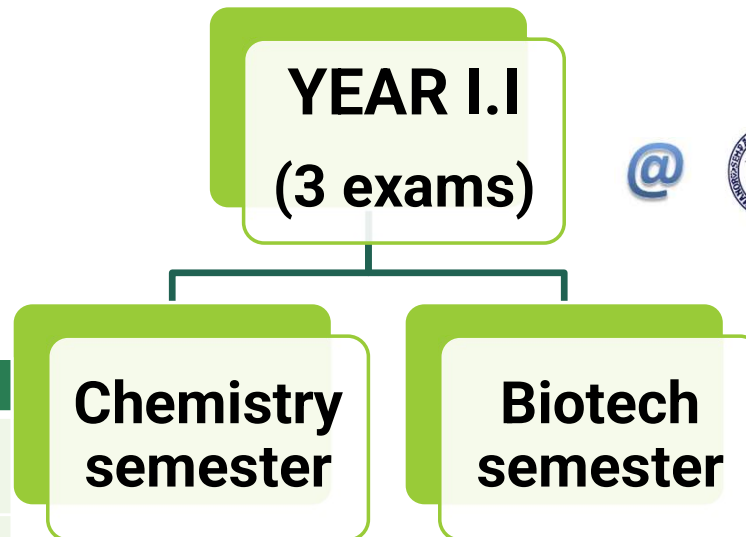 YEAR I.I
(3 exams)
@
Chemistry
semester
Biotech
semester